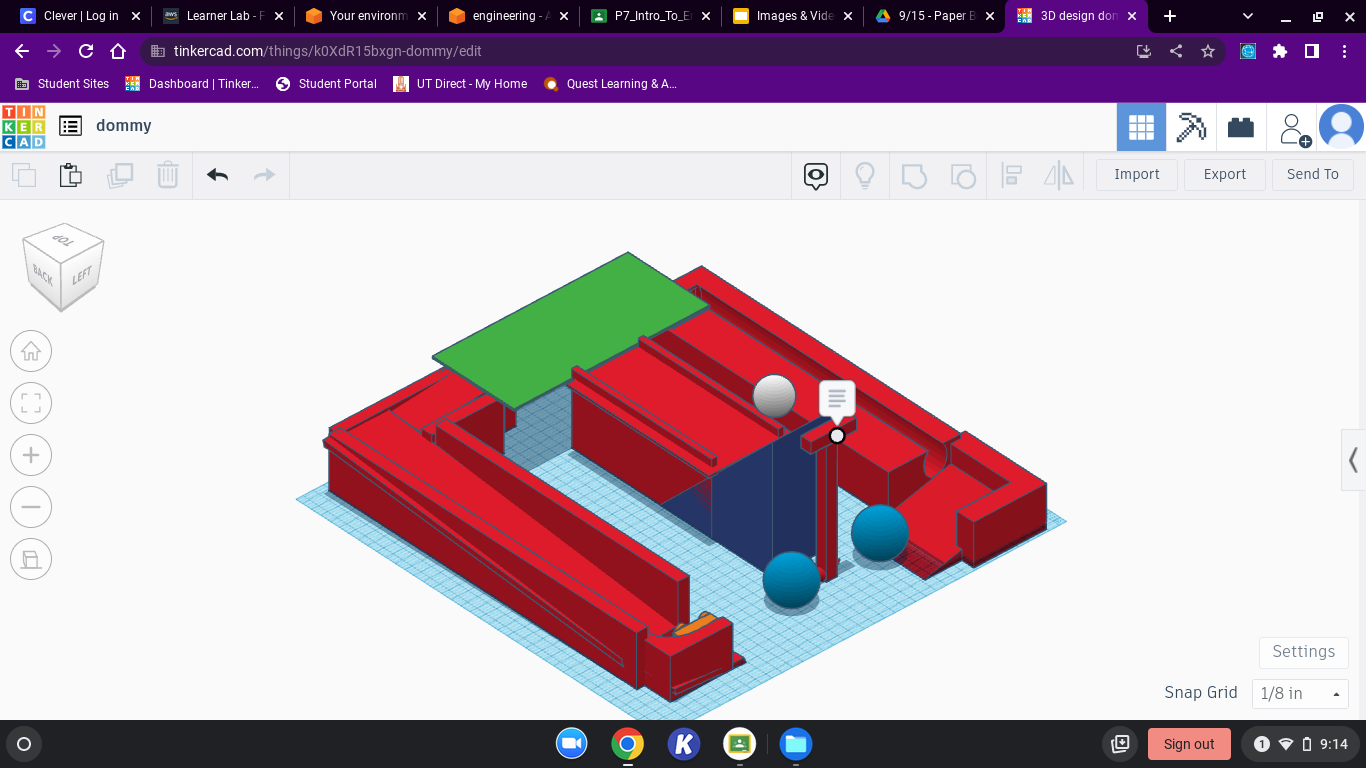 Clever | Log in
Learner Lab - F
Your environm
engineering - A
P7_Intro_To_E
Images & Vide
9/15 - Paper B
3D design dom
tinkercad.com/things/k0XdR15bxgn-dommy/edit
Student Sites
Dashboard | Tinker...
Student Portal
UT Direct - My Home
Quest Learning & A...
TIN
KER
CAD
dommy
Import
Export
Send To
TOP
BACK
LEFT
Settings
Snap Grid
1/8 in
Sign out
1
9:14